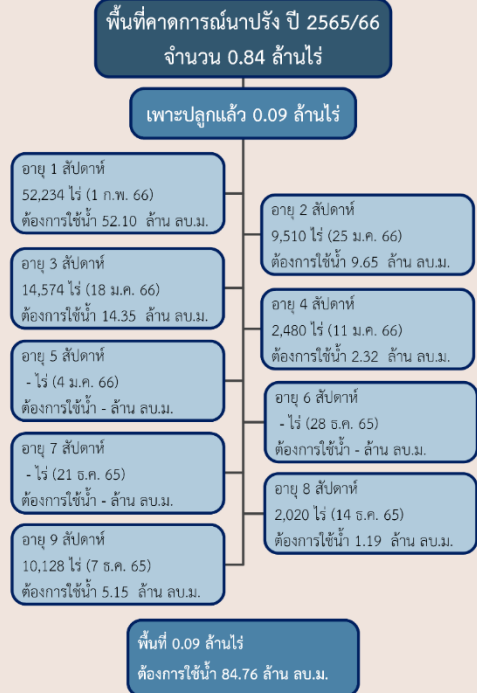 พื้นที่คาดการณ์นาปรัง ปี 2565/66
จำนวน 0.84 ล้านไร่
เพาะปลูกแล้ว 0.09 ล้านไร่
อายุ 1 สัปดาห์
52,234 ไร่ (1 ก.พ. 66)
ต้องการใช้น้ำ 52.10 ล้าน ลบ.ม.
อายุ 2 สัปดาห์
9,510 ไร่ (25 ม.ค. 66)
ต้องการใช้น้ำ 9.65 ล้าน ลบ.ม.
อายุ 3 สัปดาห์
14,574 ไร่ (18 ม.ค. 66)
ต้องการใช้น้ำ 14.35 ล้าน ลบ.ม.
อายุ 4 สัปดาห์
2,480 ไร่ (11 ม.ค. 66)
ต้องการใช้น้ำ 2.32 ล้าน ลบ.ม.
อายุ 5 สัปดาห์
- ไร่ (4 ม.ค. 66)
ต้องการใช้น้ำ - ล้าน ลบ.ม.
อายุ 6 สัปดาห์
- ไร่ (28 ธ.ค. 65)
ต้องการใช้น้ำ - ล้าน ลบ.ม.
อายุ 7 สัปดาห์
- ไร่ (21 ธ.ค. 65)
ต้องการใช้น้ำ - ล้าน ลบ.ม.
อายุ 8 สัปดาห์
2,020 ไร่ (14 ธ.ค. 65)
ต้องการใช้น้ำ 1.19 ล้าน ลบ.ม.
อายุ 9 สัปดาห์
10,128 ไร่ (7 ธ.ค. 65)
ต้องการใช้น้ำ 5.15 ล้าน ลบ.ม.
พื้นที่ 0.09 ล้านไร่
ต้องการใช้น้ำ 84.76 ล้าน ลบ.ม.